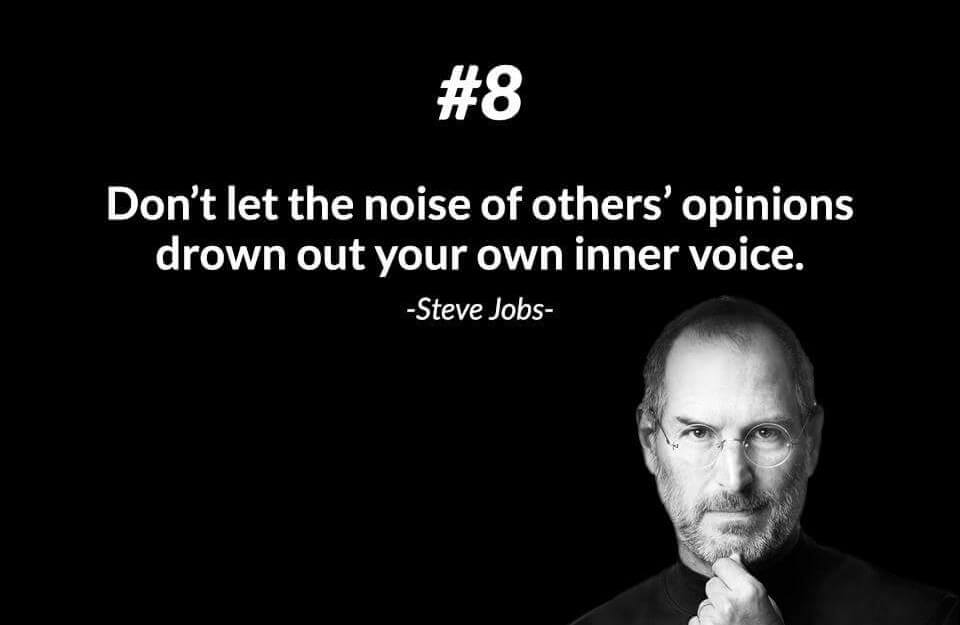 #8
Don’t let the noise of others’ opinions
drown out your own inner voice.
-Steve Jobs-